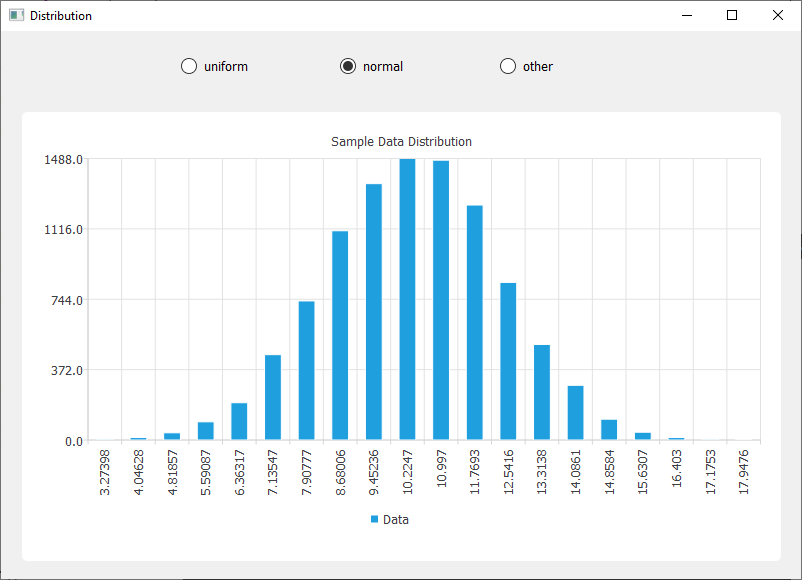 Distribution
uniform normal other
Sample Data Distribution
1488.0
1116.0
744.0
372.0
0.0
3.27398 4.04628 4.81857 5.59087 6.36317 7.13547 7.90777 8.68006 9.45236 10.2247 10.997 11.7693 12.5416 13.3138 14.0861 14.8584 15.6307 16.403 17.1753 17.9476
Data